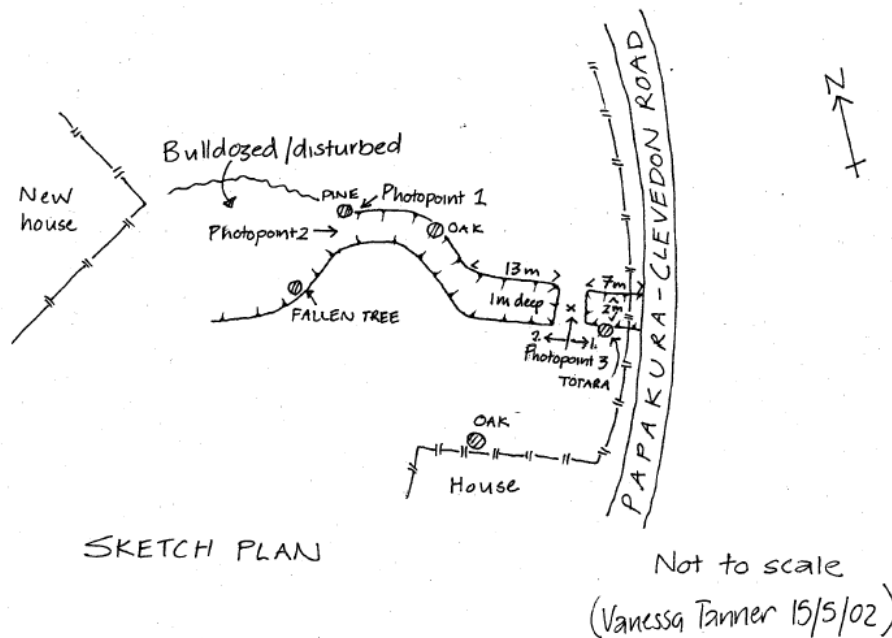 N
Bulldozed/disturbed
New
house
PINE
Photopoint 1
Photopoint 2
OAK
13m
7m
1m deep
2m
x
FALLEN TREE
2. 1.
Photopoint 3
TOTARA
PAPAKURA-CLEVEDON ROAD
OAK
House
SKETCH PLAN
Not to scale
(Vanessa Tanner 15/5/02)